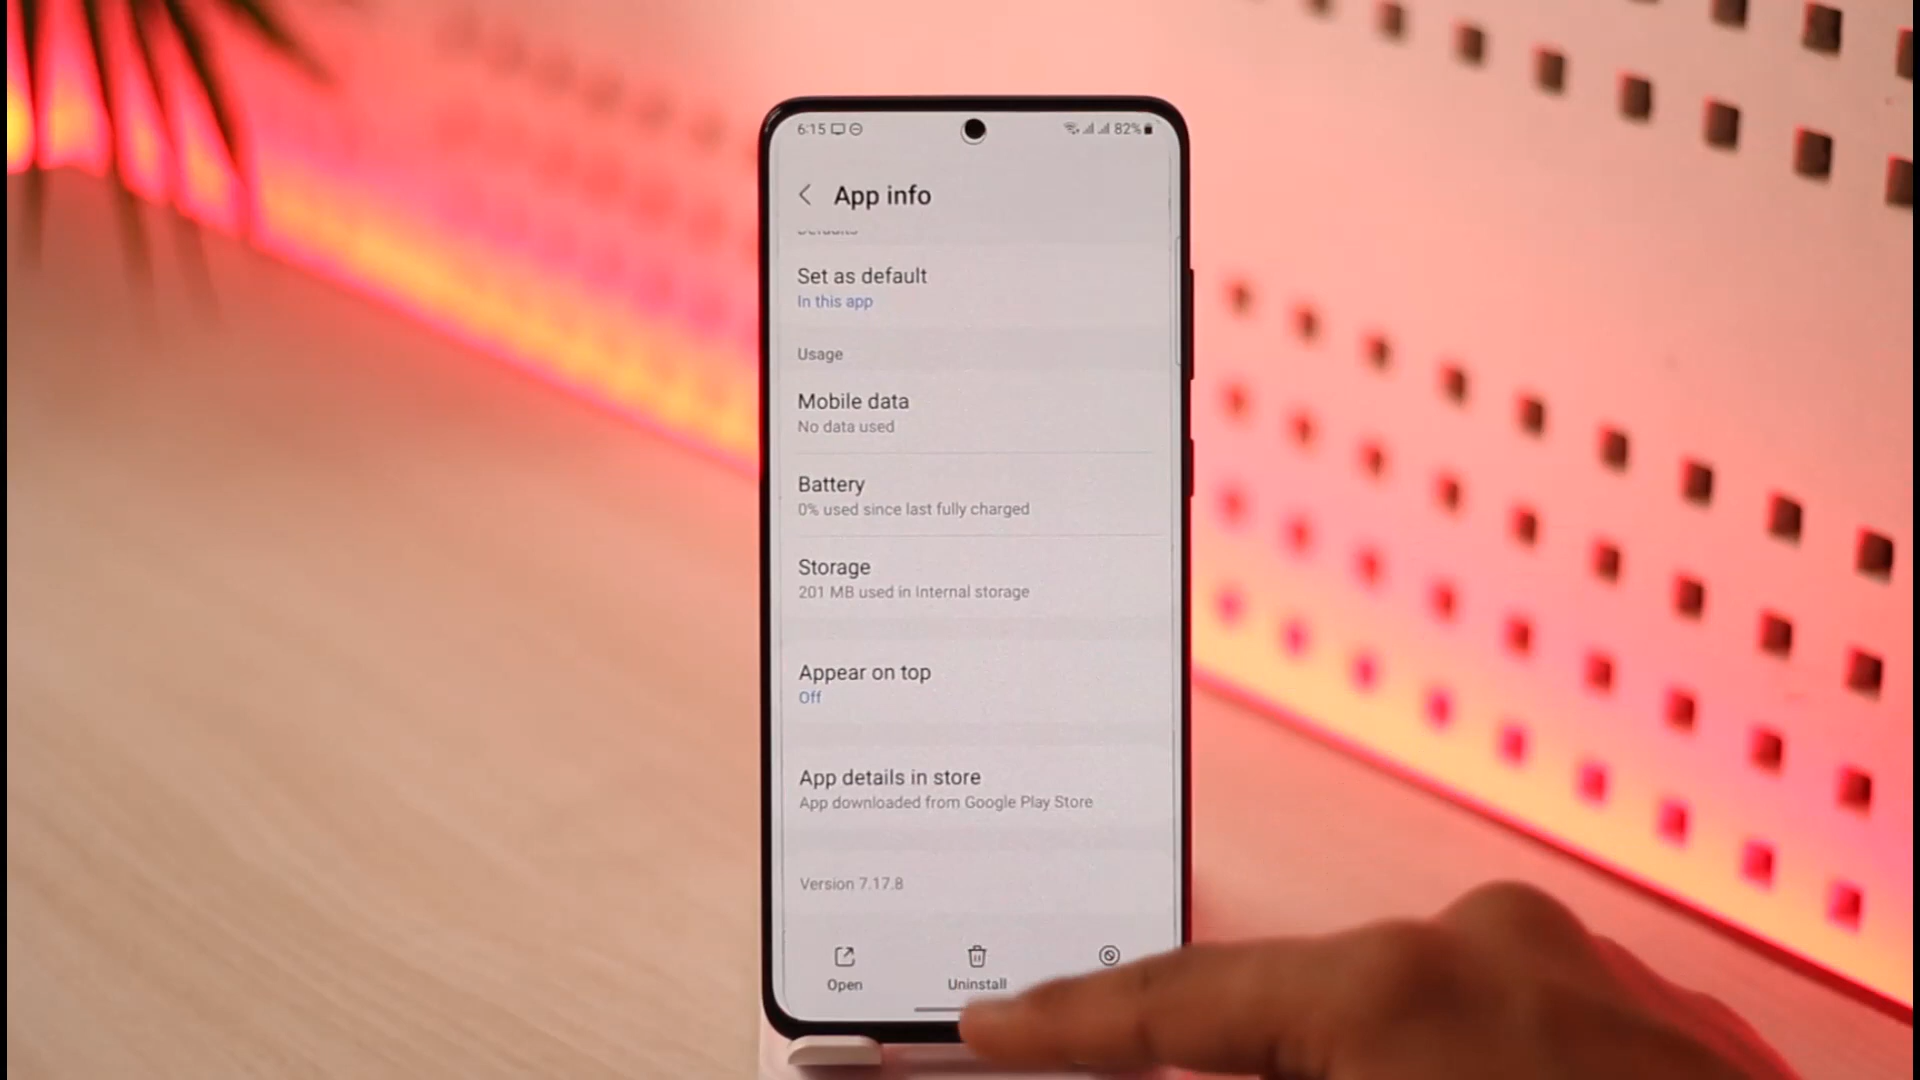 6:15
82%
App info
Set as default
In this app
Usage
Mobile data
No data used
Battery
0% used since last fully charged
Storage
201 MB used in Internal storage
Appear on top
Off
App details in store
App downloaded from Google Play Store
Version 7.17.8
Open
Uninstall